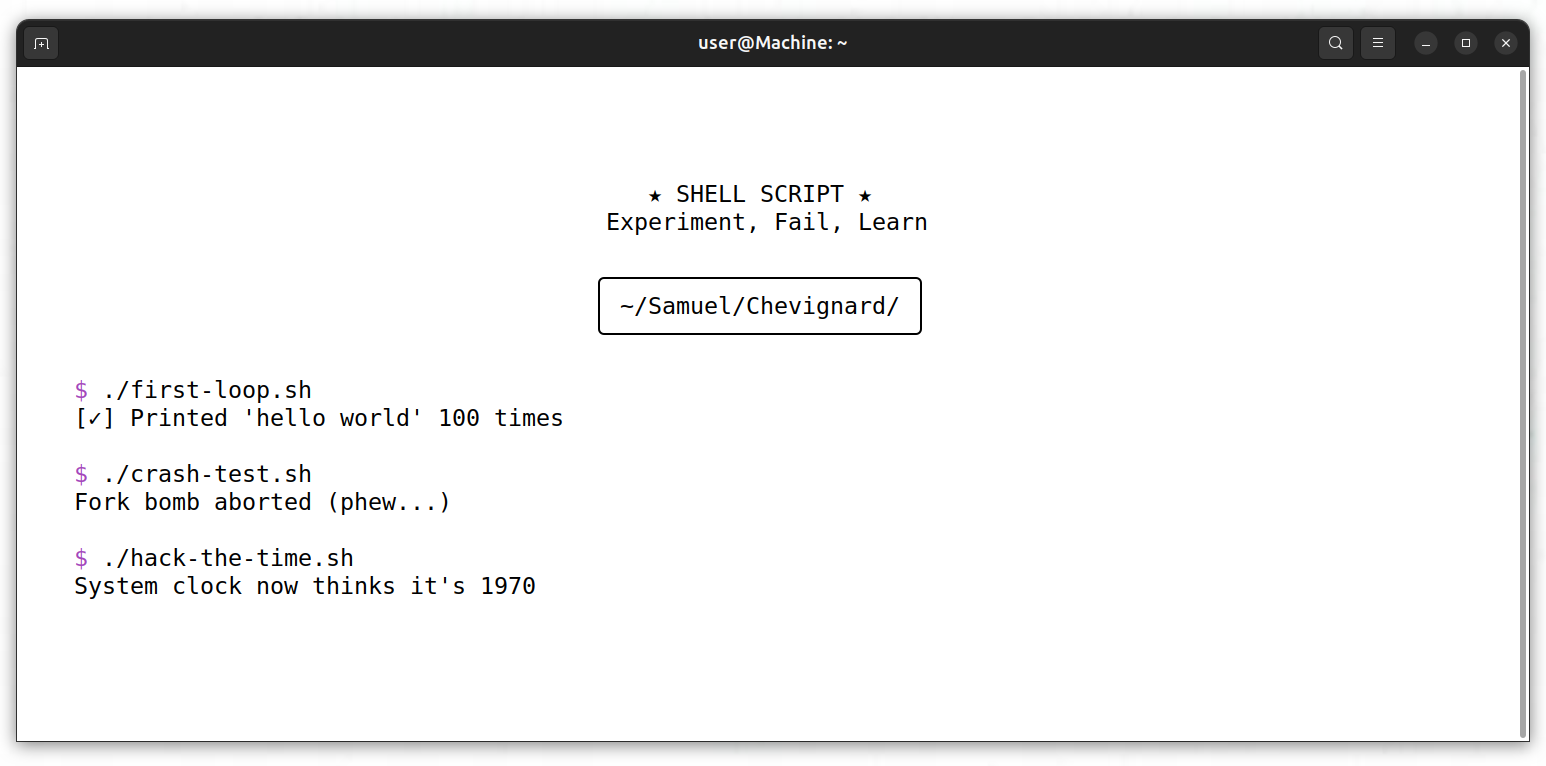 user@Machine: ~
★ SHELL SCRIPT ★
Experiment, Fail, Learn
~/Samuel/Chevignard/
$ ./first-loop.sh
[✓] Printed 'hello world' 100 times
$ ./crash-test.sh
Fork bomb aborted (phew...)
$ ./hack-the-time.sh
System clock now thinks it's 1970